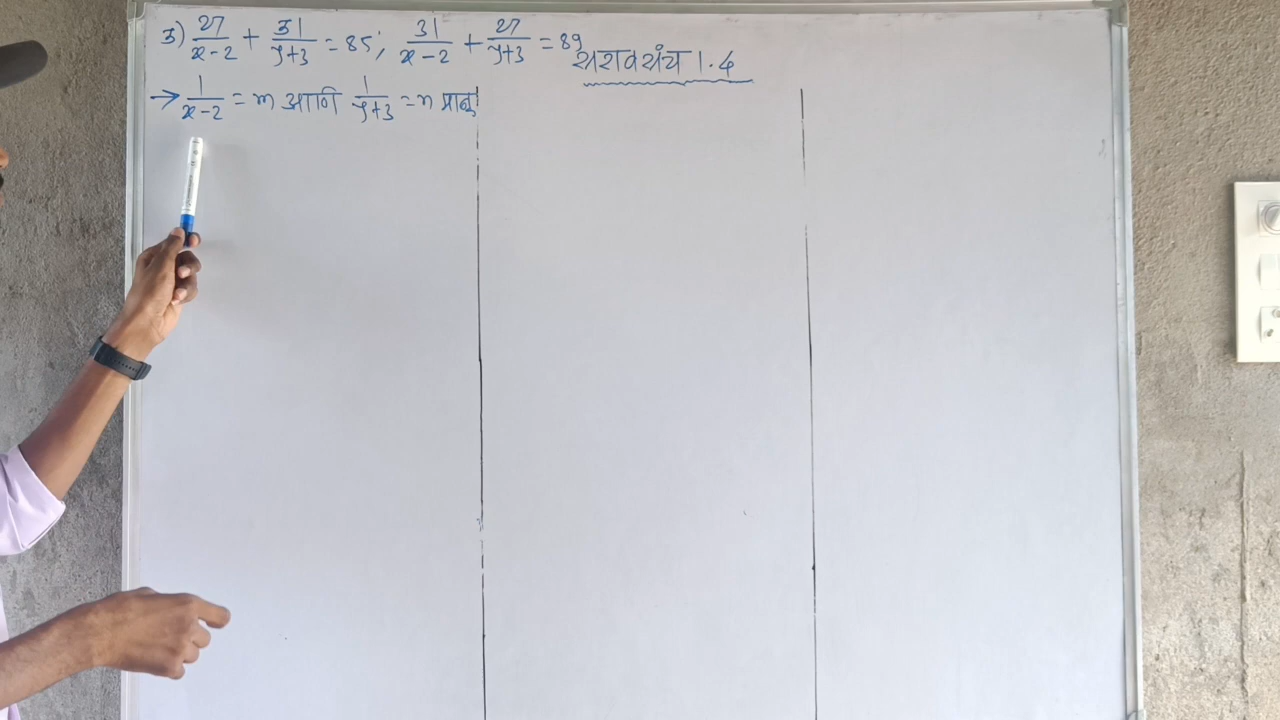 3) 27/x-2 + 31/y+3 = 85; 31/x-2 + 27/y+3 = 89
सरावसंच 1.4
→ 1/x-2 = m आणि 1/y+3 = n मानू